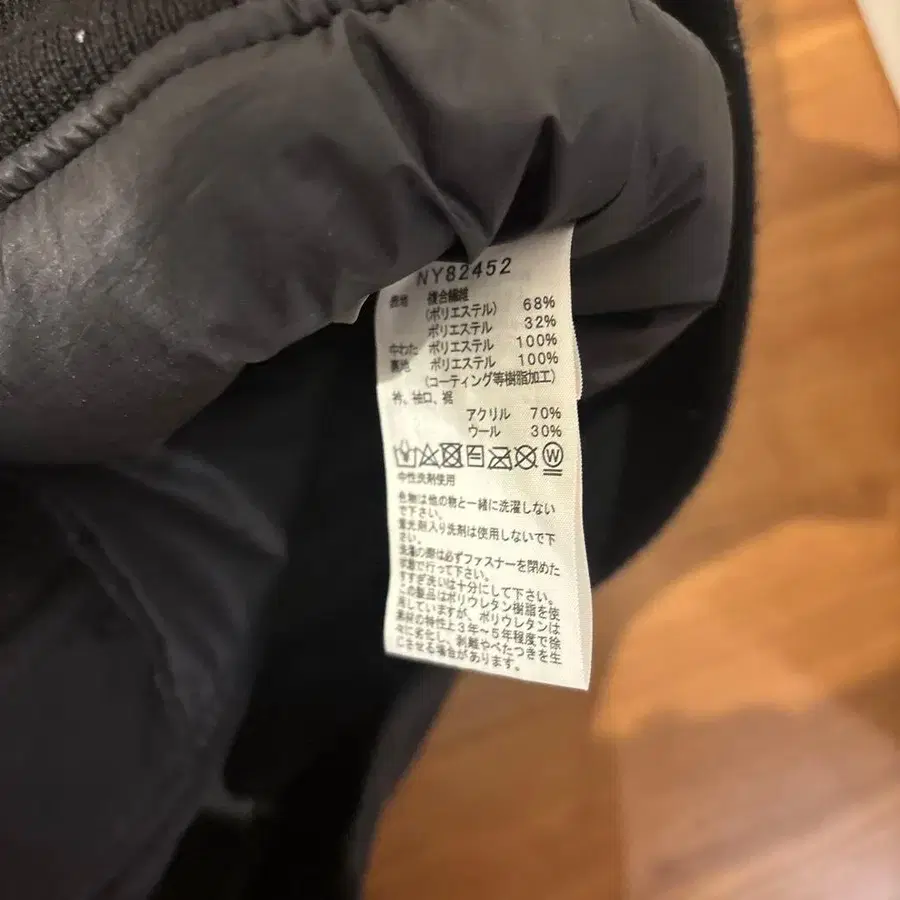 NY82452
表地 複合繊維
(ポリエステル) 68%
ポリエステル 32%
中わた ポリエステル 100%
裏地 ポリエステル 100%
(コーティング等樹脂加工)
衿、袖口、裾
アクリル 70%
ウール 30%
W
中性洗剤使用
色物は他の物と一緒に洗濯しない
で下さい。
蛍光剤入り洗剤は使用しないで下
さい。
洗濯の際は必ずファスナーを閉めた
状態で行って下さい。
すすぎ洗いは十分にして下さい。
この製品はポリウレタン樹脂を使
用していますが、ポリウレタンは
素材の特性上3年~5年程度で徐
々に劣化し、剥離やべたつきを生
じさせる場合があります。